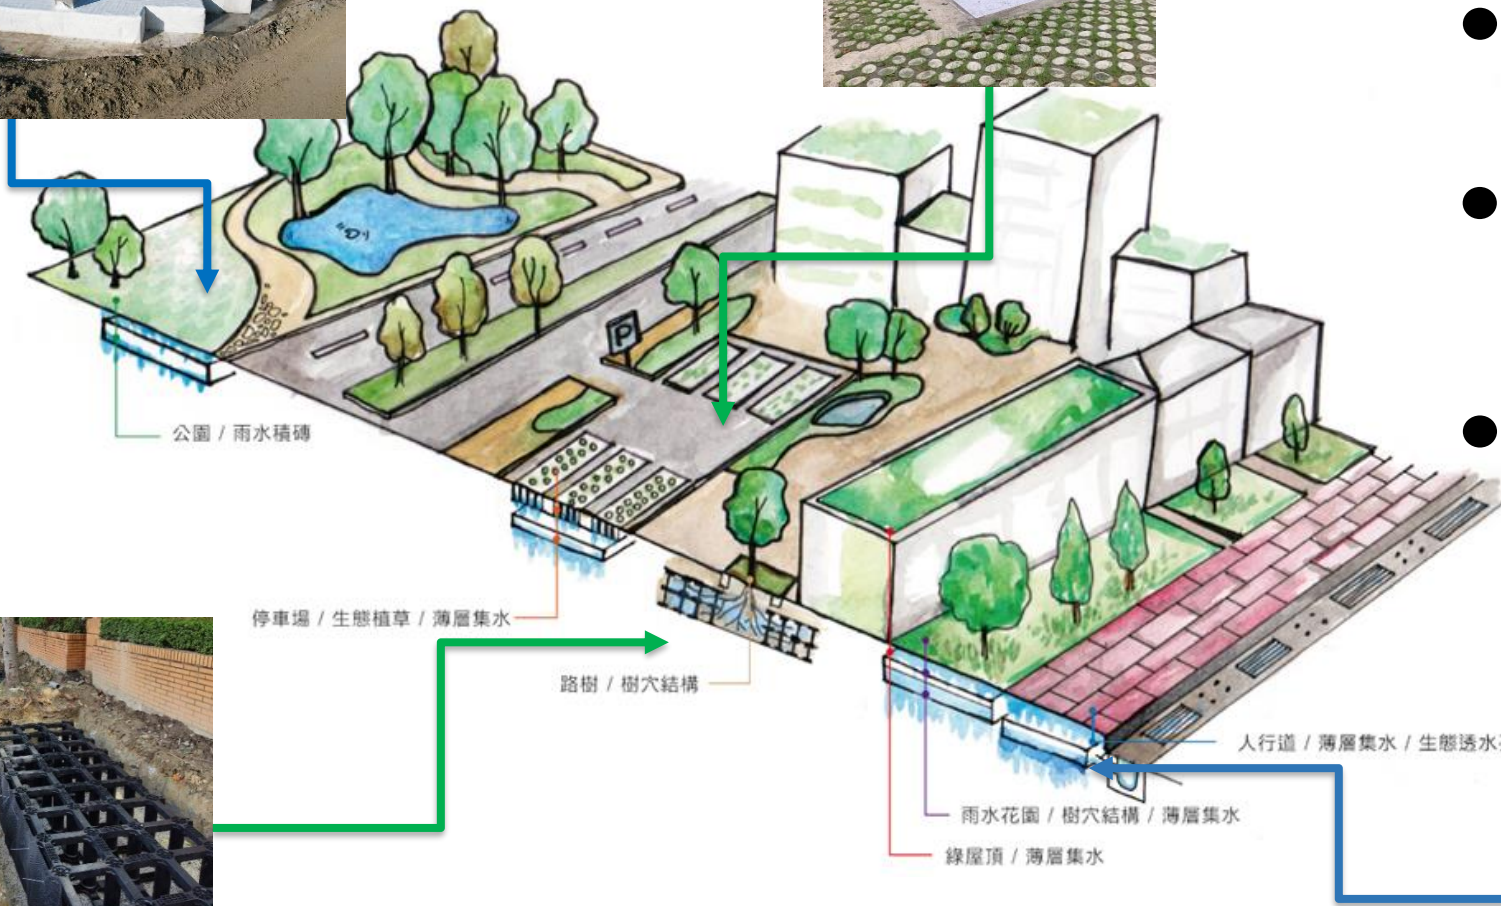 P
公園 / 雨水積磚
停車場 / 生態植草 / 薄層集水
路樹 / 樹穴結構
人行道 / 薄層集水 / 生態透水
雨水花園 / 樹穴結構 / 薄層集水
綠屋頂 / 薄層集水